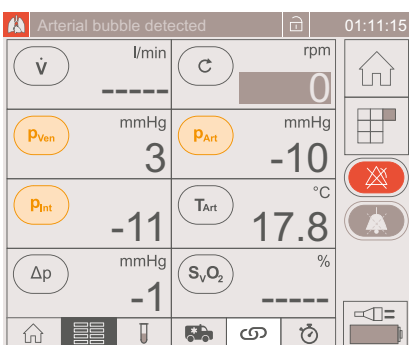 Arterial bubble detected 01:11:15
V̇ l/min -----
rpm 0
pVen mmHg 3
pArt mmHg -10
pInt -11
TArt °C 17.8
Δp mmHg -1
SvO₂ % -----